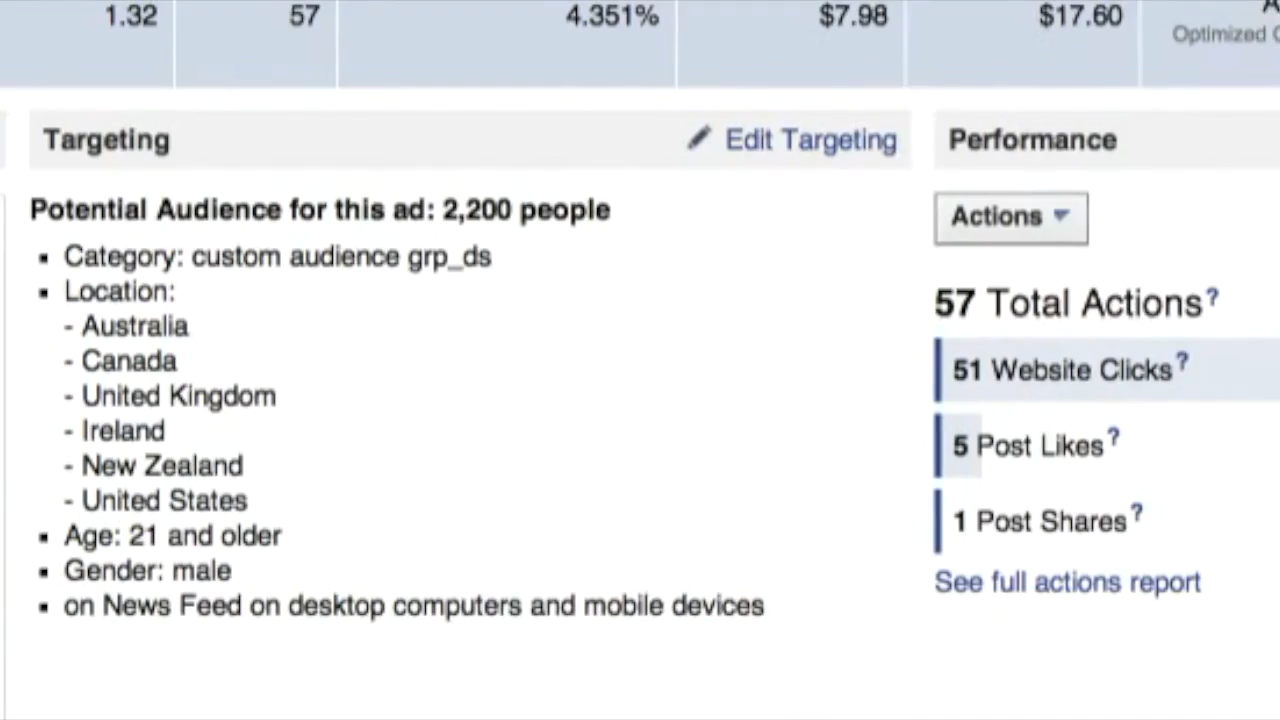 1.32 57 4.351% $7.98 $17.60
Optimized
Targeting Edit Targeting
Potential Audience for this ad: 2,200 people
▪ Category: custom audience grp_ds
▪ Location:
- Australia
- Canada
- United Kingdom
- Ireland
- New Zealand
- United States
▪ Age: 21 and older
▪ Gender: male
▪ on News Feed on desktop computers and mobile devices
Performance
Actions
57 Total Actions?
51 Website Clicks?
5 Post Likes?
1 Post Shares?
See full actions report